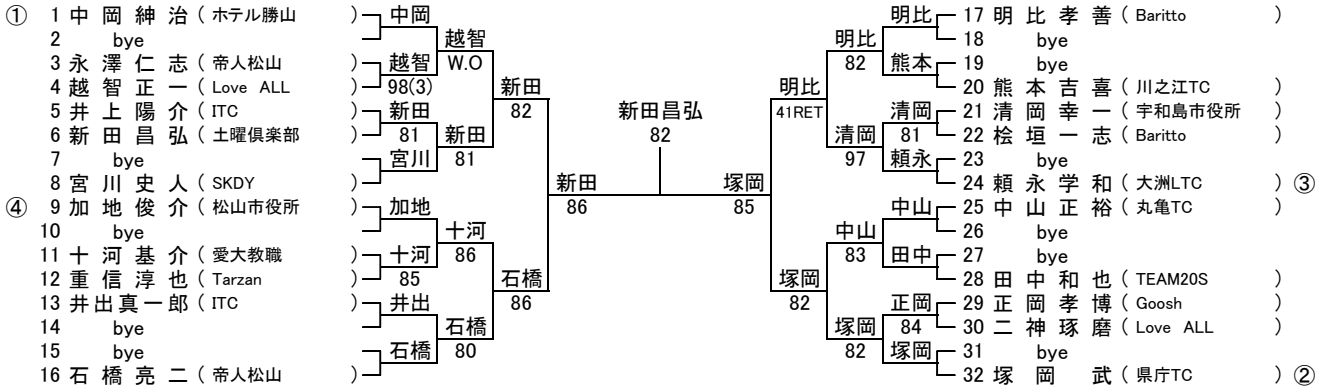 ① 1 中岡紳治 ( ホテル勝山 )
2 bye
3 永澤仁志 ( 帝人松山 )
4 越智正一 ( Love ALL )
5 井上陽介 ( ITC )
6 新田昌弘 ( 土曜倶楽部 )
7 bye
8 宮川史人 ( SKDY )
④ 9 加地俊介 ( 松山市役所 )
10 bye
11 十河基介 ( 愛大教職 )
12 重信淳也 ( Tarzan )
13 井出真一郎 ( ITC )
14 bye
15 bye
16 石橋亮二 ( 帝人松山 )
中岡
越智
98(3)
新田
81
宮川
加地
十河
85
井出
石橋
越智
W.O
新田
81
十河
86
石橋
80
新田
82
石橋
86
新田
86
新田昌弘
82
塚岡
85
明比
41RET
塚岡
82
明比
82
清岡
97
中山
83
塚岡
82
明比
熊本
清岡
81
頼永
中山
田中
正岡
84
塚岡
17 明比孝善 ( Baritto )
18 bye
19 bye
20 熊本吉喜 ( 川之江TC )
21 清岡幸一 ( 宇和島市役所 )
22 桧垣一志 ( Baritto )
23 bye
24 頼永学和 ( 大洲LTC ) ③
25 中山正裕 ( 丸亀TC )
26 bye
27 bye
28 田中和也 ( TEAM20S )
29 正岡孝博 ( Goosh )
30 二神琢磨 ( Love ALL )
31 bye
32 塚岡武 ( 県庁TC ) ②